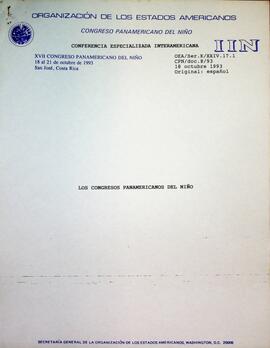 ORGANIZACIÓN DE LOS ESTADOS AMERICANOS
CONGRESO PANAMERICANO DEL NIÑO
CONFERENCIA ESPECIALIZADA INTERAMERICANA
IIN
XVII CONGRESO PANAMERICANO DEL NIÑO
18 al 21 de octubre de 1993
San José, Costa Rica
OEA/Ser.K/XXIV.17.1
CPN/doc.8/93
18 octubre 1993
Original: español
LOS CONGRESOS PANAMERICANOS DEL NIÑO
SECRETARÍA GENERAL DE LA ORGANIZACIÓN DE LOS ESTADOS AMERICANOS, WASHINGTON, D.C. 20006